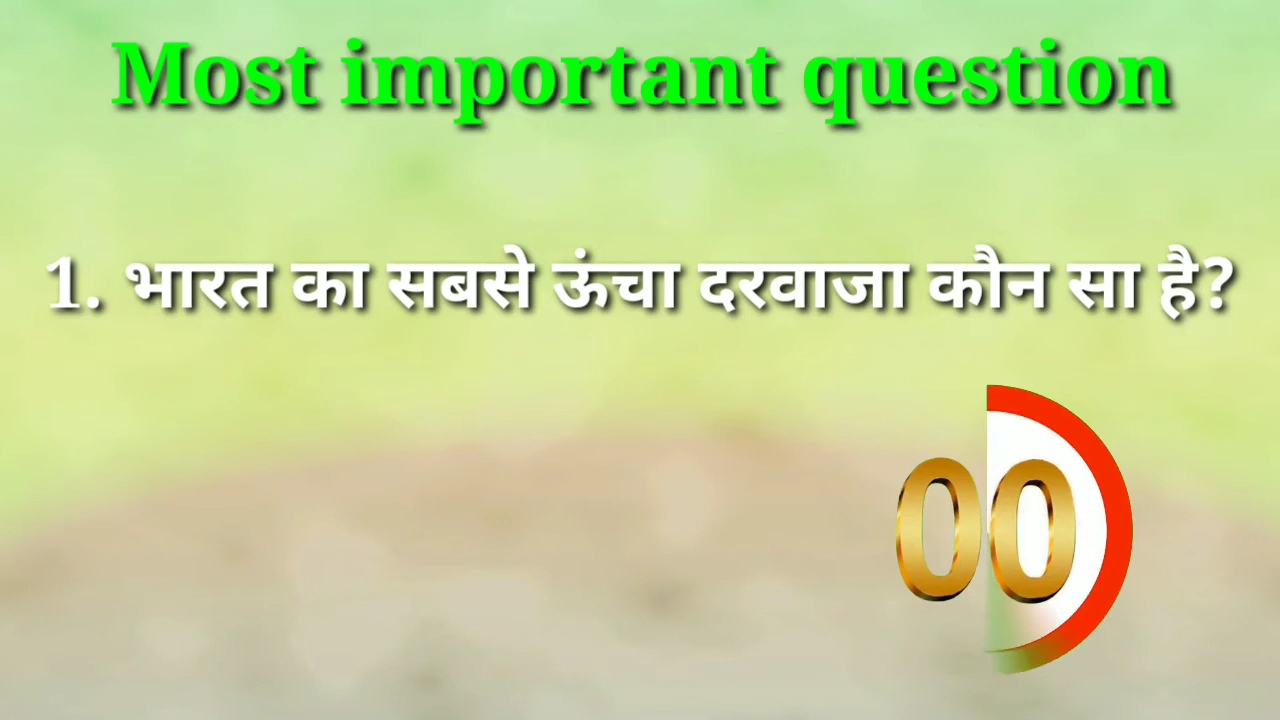 Most important question
1. भारत का सबसे ऊंचा दरवाजा कौन सा है?
00